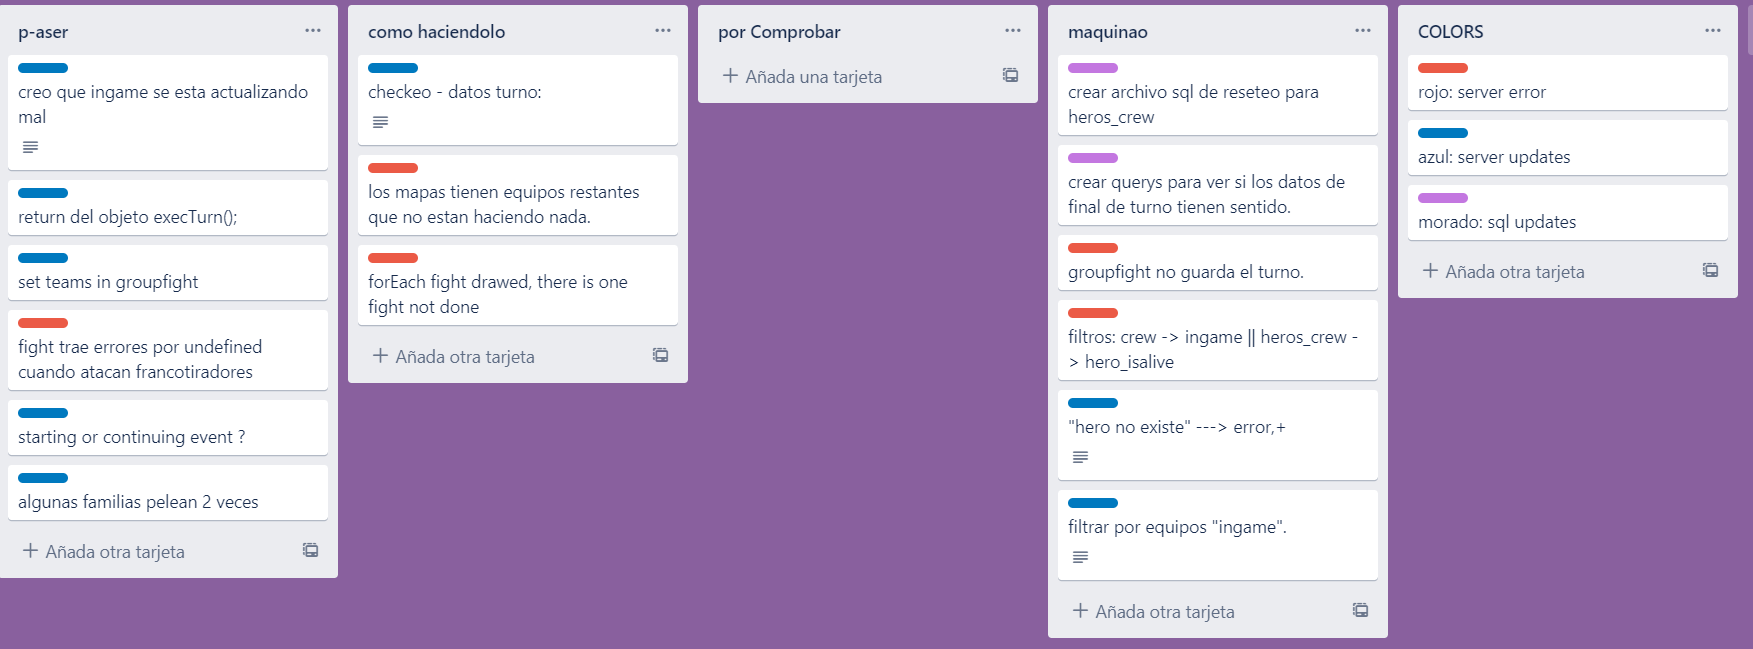 p-aser
creo que ingame se esta actualizando
mal
return del objeto execTurn();
set teams in groupfight
fight trae errores por undefined
cuando atacan francotiradores
starting or continuing event ?
algunas familias pelean 2 veces
+ Añada otra tarjeta
como haciendolo
checkeo - datos turno:
los mapas tienen equipos restantes
que no estan haciendo nada.
forEach fight drawed, there is one
fight not done
+ Añada otra tarjeta
por Comprobar
+ Añada una tarjeta
maquinao
crear archivo sql de reseteo para
heros_crew
crear querys para ver si los datos de
final de turno tienen sentido.
groupfight no guarda el turno.
filtros: crew -> ingame || heros_crew -
> hero_isalive
"hero no existe" ---> error,+
filtrar por equipos "ingame".
+ Añada otra tarjeta
COLORS
rojo: server error
azul: server updates
morado: sql updates
+ Añada otra tarjeta